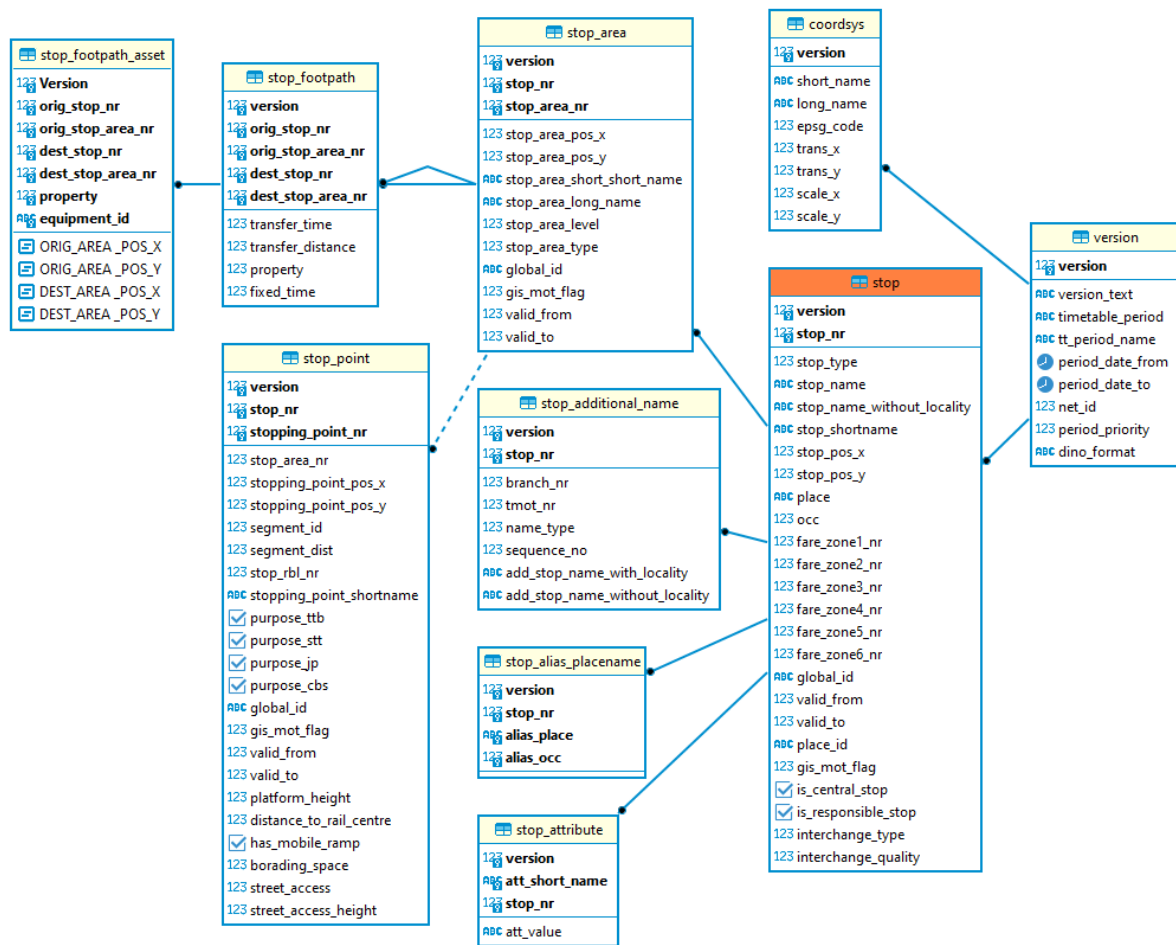 stop_footpath_asset
Version
orig_stop_nr
orig_stop_area_nr
dest_stop_nr
dest_stop_area_nr
property
equipment_id
ORIG_AREA _POS_X
ORIG_AREA _POS_Y
DEST_AREA _POS_X
DEST_AREA _POS_Y
stop_footpath
version
orig_stop_nr
orig_stop_area_nr
dest_stop_nr
dest_stop_area_nr
transfer_time
transfer_distance
property
fixed_time
stop_area
version
stop_nr
stop_area_nr
stop_area_pos_x
stop_area_pos_y
stop_area_short_short_name
stop_area_long_name
stop_area_level
stop_area_type
global_id
gis_mot_flag
valid_from
valid_to
coordsys
version
short_name
long_name
epsg_code
trans_x
trans_y
scale_x
scale_y
version
version
version_text
timetable_period
tt_period_name
period_date_from
period_date_to
net_id
period_priority
dino_format
stop
version
stop_nr
stop_type
stop_name
stop_name_without_locality
stop_shortname
stop_pos_x
stop_pos_y
place
occ
fare_zone1_nr
fare_zone2_nr
fare_zone3_nr
fare_zone4_nr
fare_zone5_nr
fare_zone6_nr
global_id
valid_from
valid_to
place_id
gis_mot_flag
is_central_stop
is_responsible_stop
interchange_type
interchange_quality
stop_point
version
stop_nr
stopping_point_nr
stop_area_nr
stopping_point_pos_x
stopping_point_pos_y
segment_id
segment_dist
stop_rbl_nr
stopping_point_shortname
purpose_ttb
purpose_stt
purpose_jp
purpose_cbs
global_id
gis_mot_flag
valid_from
valid_to
platform_height
distance_to_rail_centre
has_mobile_ramp
borading_space
street_access
street_access_height
stop_additional_name
version
stop_nr
branch_nr
tmot_nr
name_type
sequence_no
add_stop_name_with_locality
add_stop_name_without_locality
stop_alias_placename
version
stop_nr
alias_place
alias_occ
stop_attribute
version
att_short_name
stop_nr
att_value